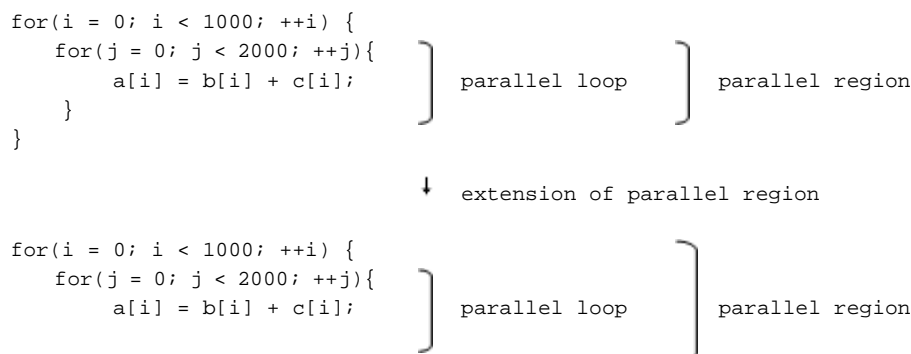 for(i = 0; i < 1000; ++i) {
for(j = 0; j < 2000; ++j){
a[i] = b[i] + c[i]; parallel loop parallel region
}
}
extension of parallel region
for(i = 0; i < 1000; ++i) {
for(j = 0; j < 2000; ++j){
a[i] = b[i] + c[i]; parallel loop parallel region